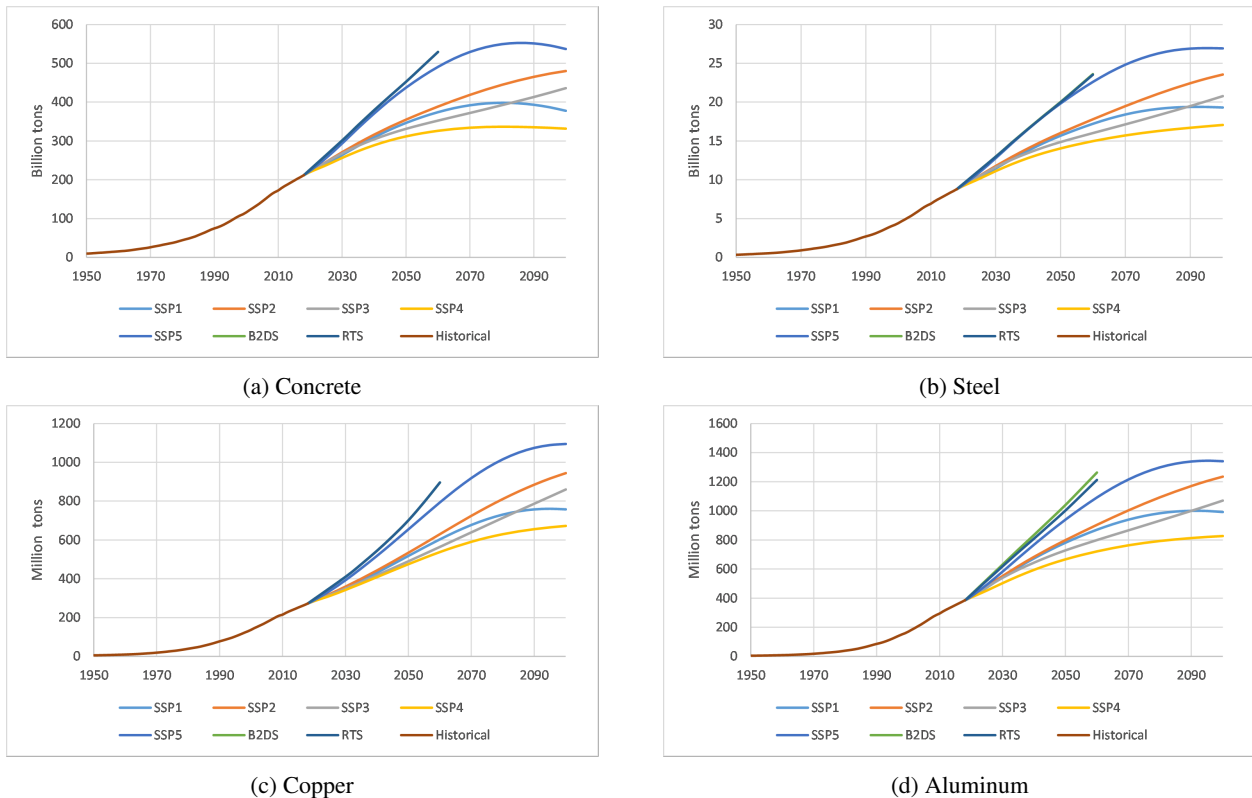 600
500
400
300
200
100
0
Billion tons
1950 1970 1990 2010 2030 2050 2070 2090
SSP1 SSP2 SSP3 SSP4
SSP5 B2DS RTS Historical
(a) Concrete
30
25
20
15
10
5
0
Billion tons
1950 1970 1990 2010 2030 2050 2070 2090
SSP1 SSP2 SSP3 SSP4
SSP5 B2DS RTS Historical
(b) Steel
1200
1000
800
600
400
200
0
Million tons
1950 1970 1990 2010 2030 2050 2070 2090
SSP1 SSP2 SSP3 SSP4
SSP5 B2DS RTS Historical
(c) Copper
1600
1400
1200
1000
800
600
400
200
0
Million tons
1950 1970 1990 2010 2030 2050 2070 2090
SSP1 SSP2 SSP3 SSP4
SSP5 B2DS RTS Historical
(d) Aluminum